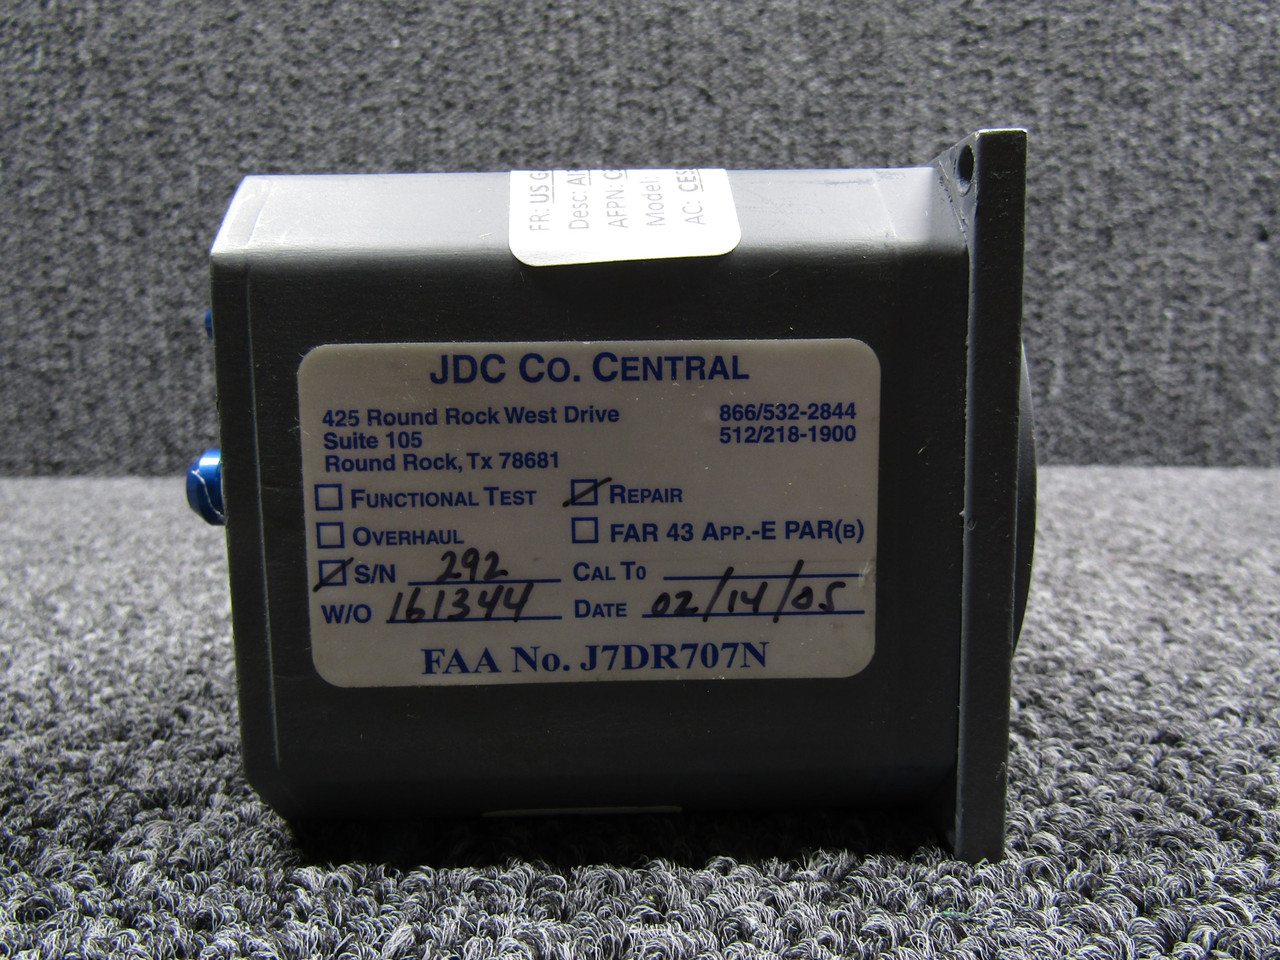 FR: US G
Desc: AI
AFPN: C
Model:
AC: CES
JDC Co. Central
425 Round Rock West Drive 866/532-2844
Suite 105 512/218-1900
Round Rock, Tx 78681
Functional Test Repair
Overhaul FAR 43 App.-E PAR(b)
S/N 292 Cal To
W/O 161344 Date 02/14/05
FAA No. J7DR707N